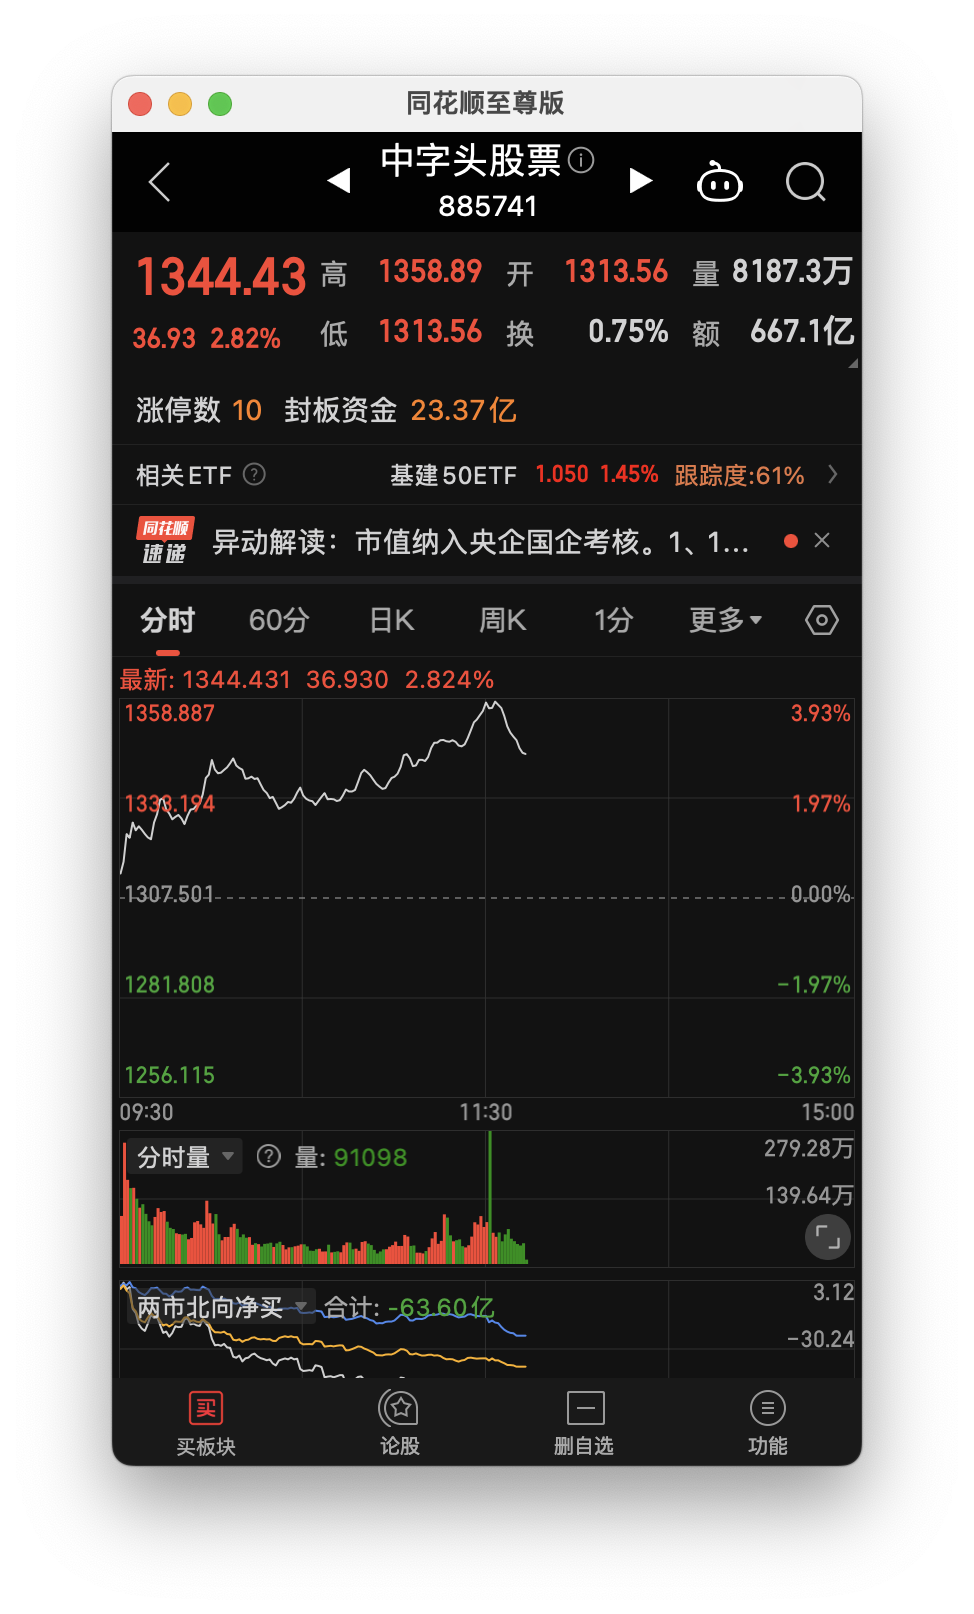 同花顺至尊版
中字头股票
885741
1344.43 高 1358.89 开 1313.56 量 8187.3万
36.93 2.82% 低 1313.56 换 0.75% 额 667.1亿
涨停数 10 封板资金 23.37亿
相关ETF ? 基建50ETF 1.050 1.45% 跟踪度:61%
同花顺
速递
异动解读：市值纳入央企国企考核。1、1...
分时 60分 日K 周K 1分 更多
最新: 1344.431 36.930 2.824%
1358.887 3.93%
1333.194 1.97%
1307.501 0.00%
1281.808 -1.97%
1256.115 -3.93%
09:30 11:30 15:00
分时量 ? 量: 91098 279.28万
139.64万
两市北向净买 合计: -63.60亿 3.12
-30.24
买
买板块 论股 删自选 功能